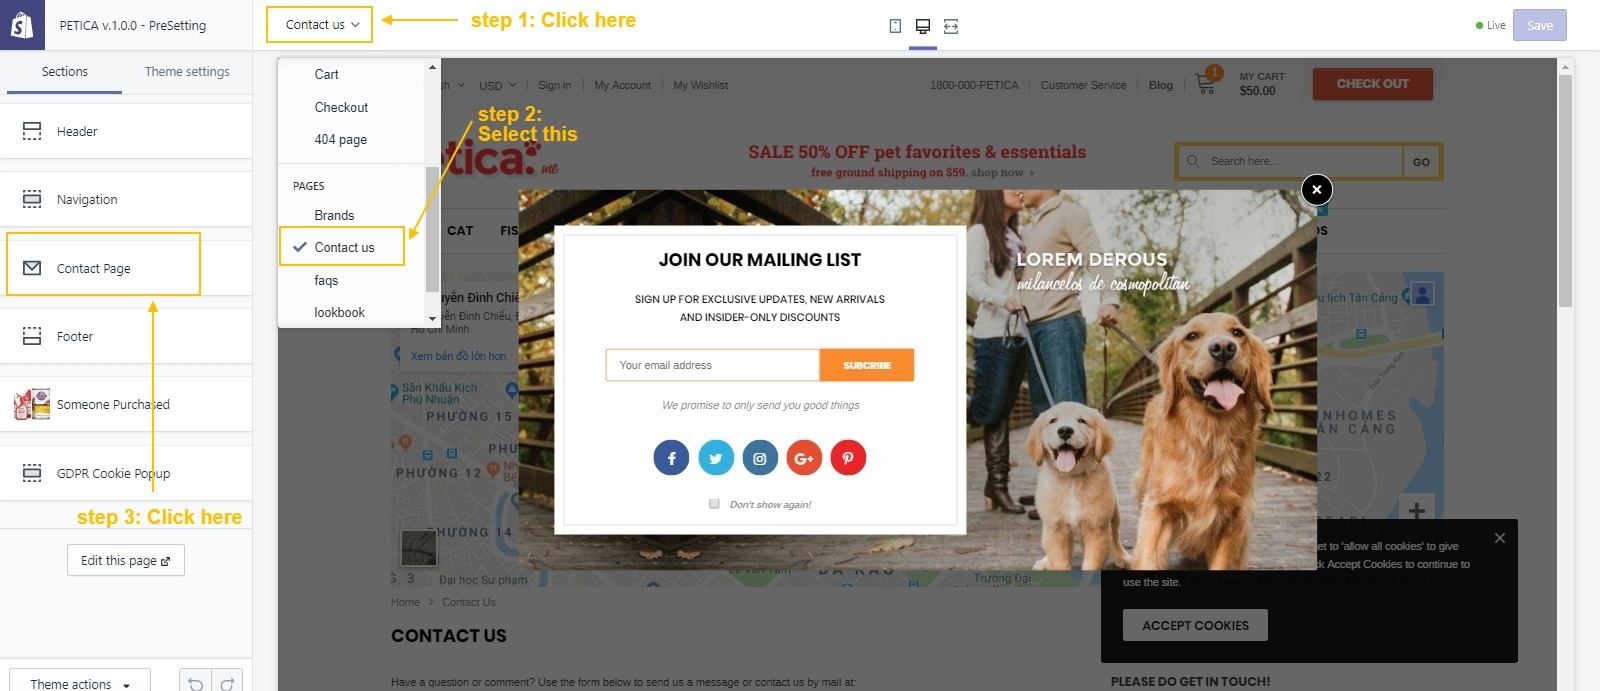 PETICA v.1.0.0 - PreSetting
Contact us
step 1: Click here
Live
Save
Sections
Theme settings
Header
Navigation
Contact Page
Footer
Someone Purchased
GDPR Cookie Popup
step 3: Click here
Edit this page
Theme actions
Cart
Checkout
404 page
PAGES
Brands
Contact us
faqs
lookbook
step 2:
Select this
USD
Sign in
My Account
My Wishlist
1800-000-PETICA
Customer Service
Blog
1
MY CART
$50.00
CHECK OUT
SALE 50% OFF pet favorites & essentials
free ground shipping on $59. shop now
Search here...
GO
CAT
JOIN OUR MAILING LIST
SIGN UP FOR EXCLUSIVE UPDATES, NEW ARRIVALS
AND INSIDER-ONLY DISCOUNTS
Your email address
SUBCRIBE
We promise to only send you good things
Don't show again!
LOREM DEROUS
milancelos de cosmopolitan
Xem bản đồ lớn hơn
Sân Khấu Kịch
Phú Nhuận
PHƯỜNG 15
PHƯỜNG 12
PHƯỜNG
Đại học Sư phạm
Trường Đại
lịch Tân Cảng
to 'allow all cookies' to give
Accept Cookies to continue to
use the site.
ACCEPT COOKIES
Home
Contact Us
CONTACT US
Have a question or comment? Use the form below to send us a message or contact us by mail at:
PLEASE DO GET IN TOUCH!